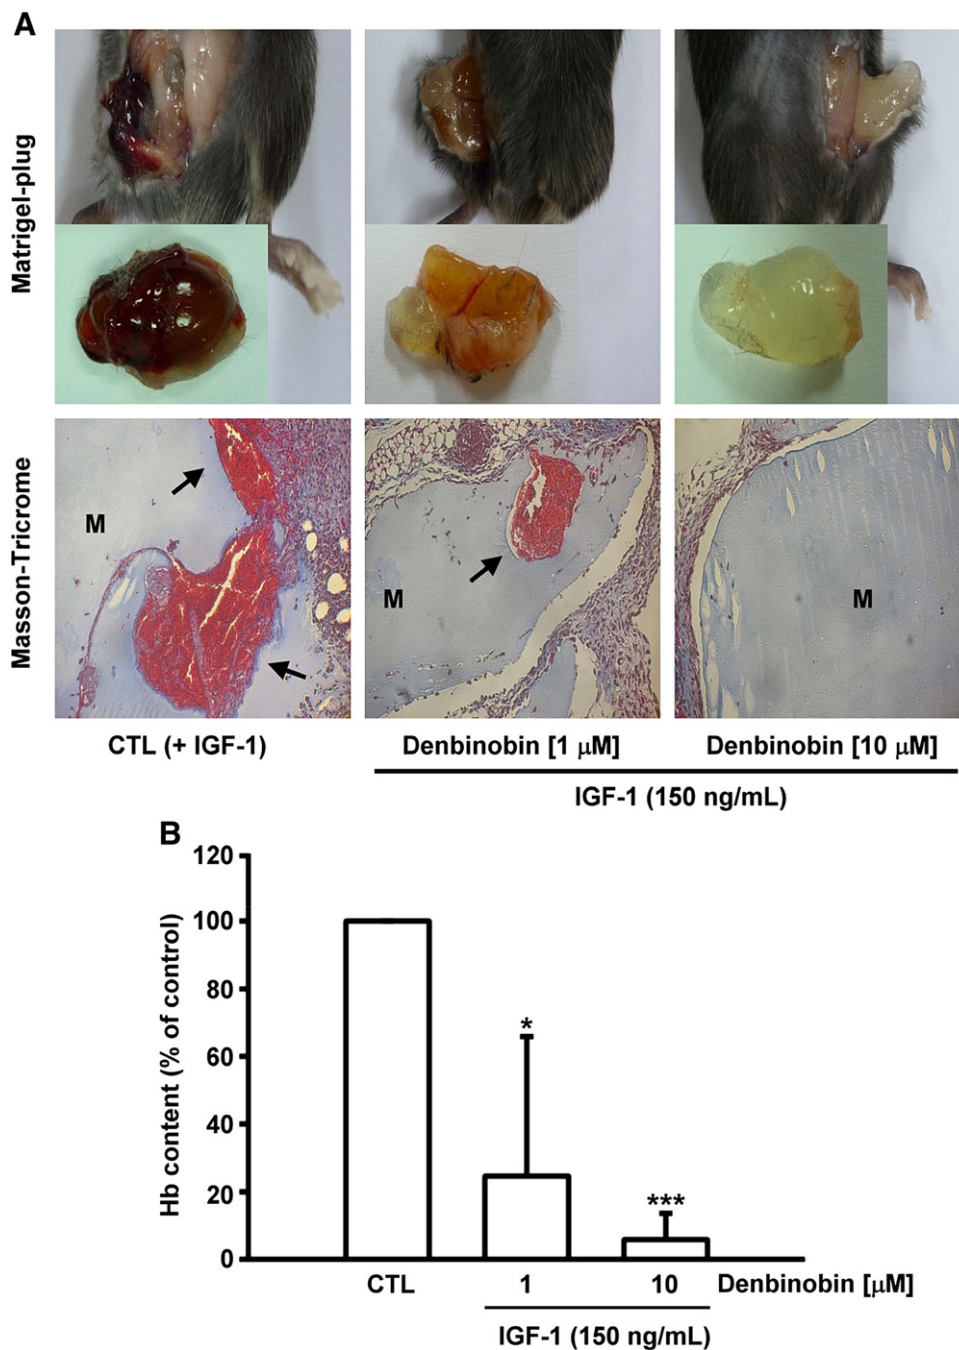 A
Matrigel-plug
Masson-Tricrome
M
M
M
CTL (+ IGF-1)
Denbinobin [1 μM]
Denbinobin [10 μM]
IGF-1 (150 ng/mL)
B
Hb content (% of control)
120
100
80
60
40
20
0
*
***
CTL
1
10
Denbinobin [μM]
IGF-1 (150 ng/mL)